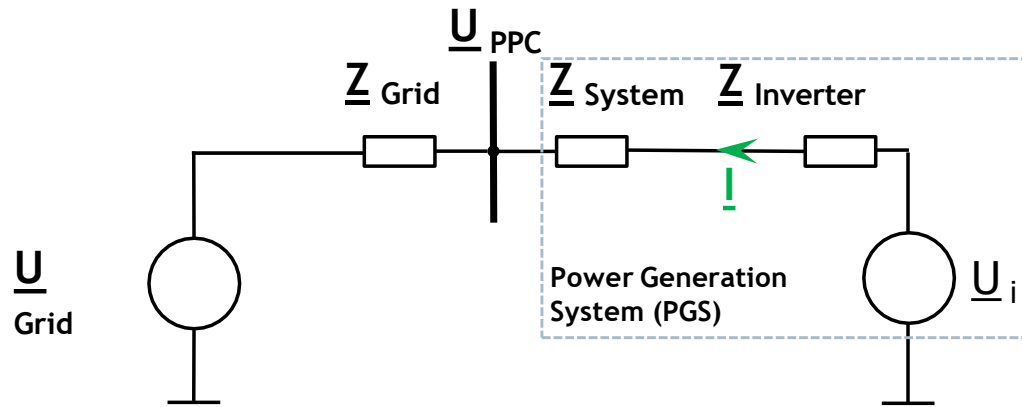 U PPC
Z Grid
Z System
Z Inverter
I
U
Grid
Power Generation
System (PGS)
U i